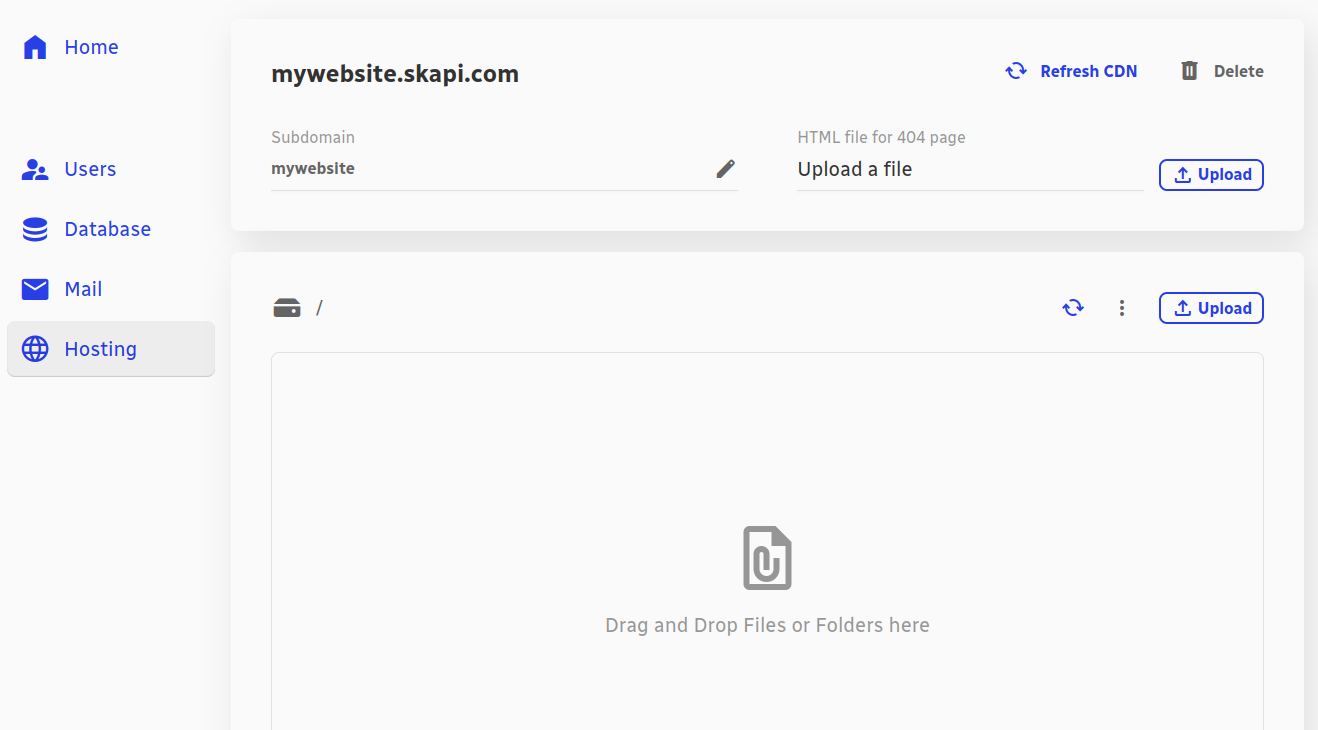 Home
Users
Database
Mail
Hosting
mywebsite.skapi.com
Refresh CDN
Delete
Subdomain
mywebsite
HTML file for 404 page
Upload a file
Upload
/
Upload
Drag and Drop Files or Folders here